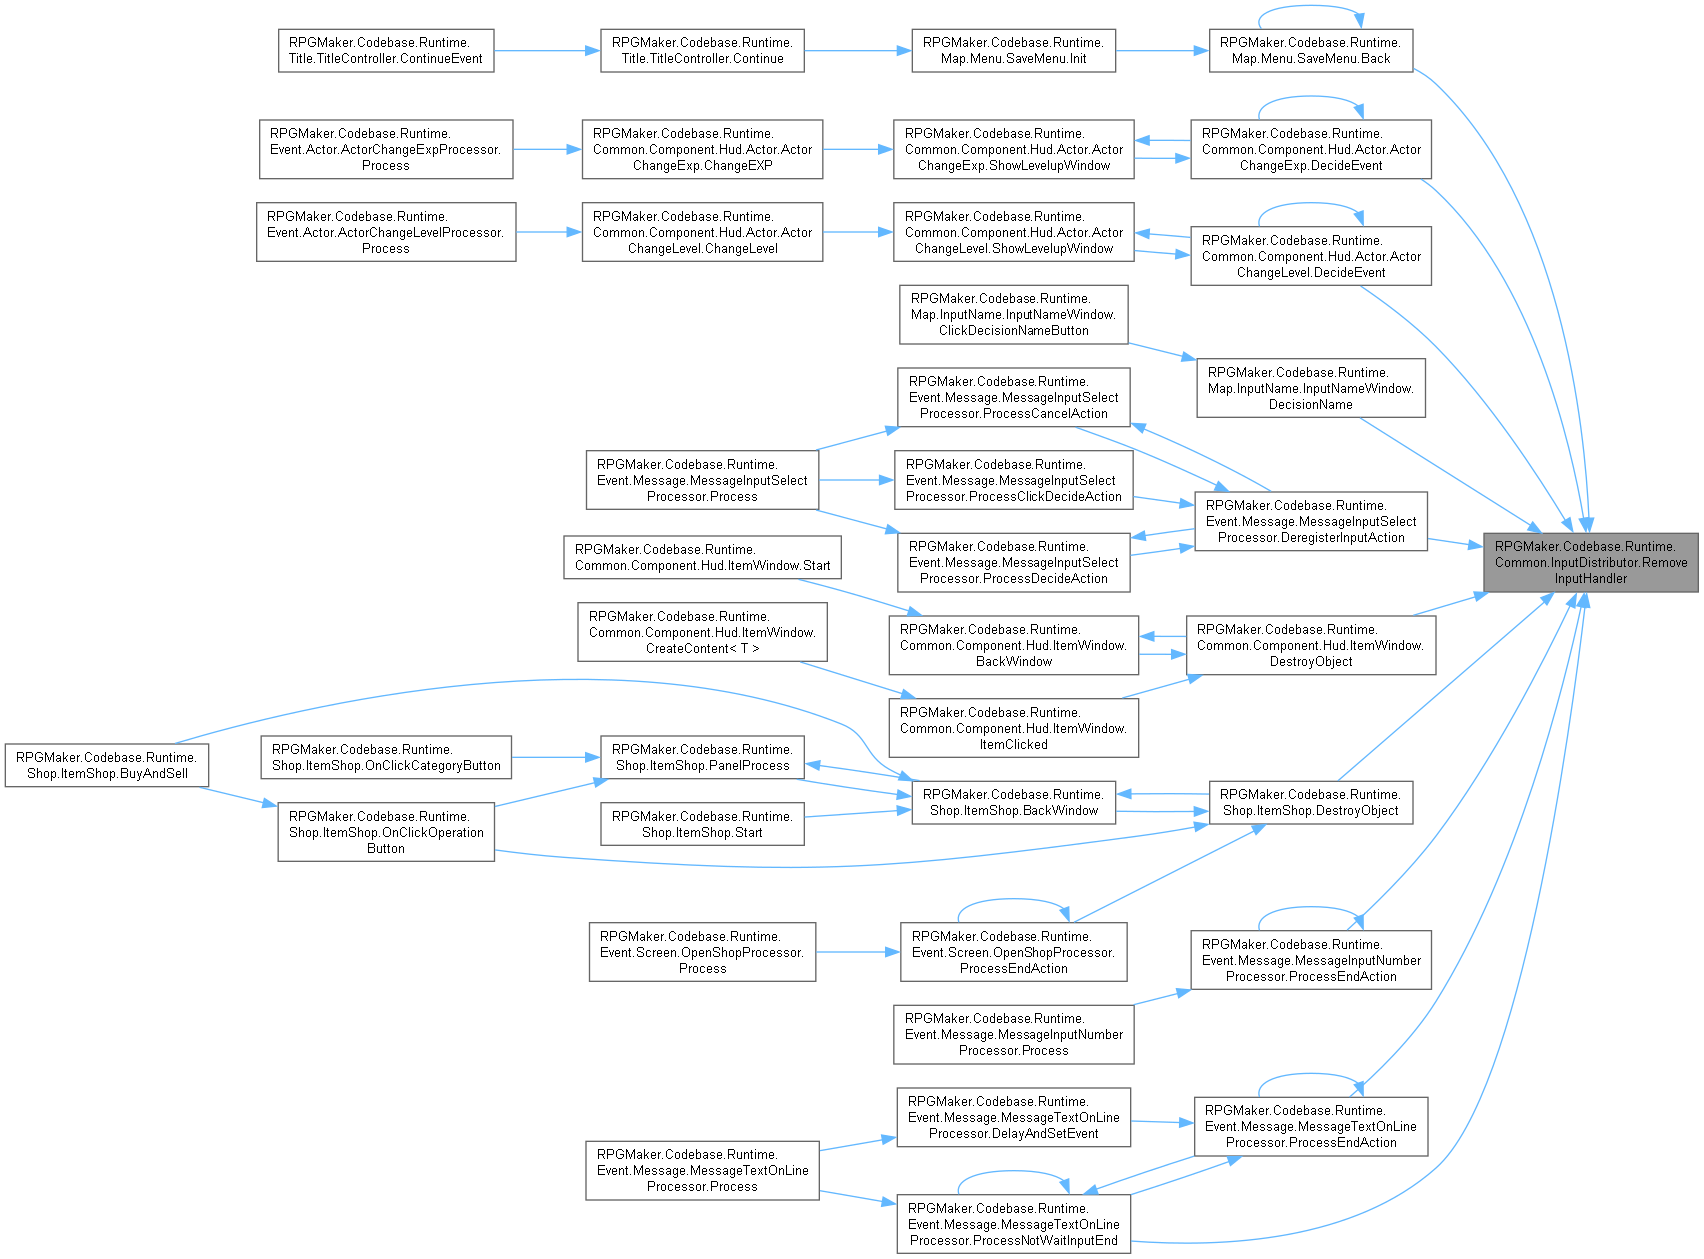 RPGMaker.Codebase.Runtime.
Title.TitleController.ContinueEvent
RPGMaker.Codebase.Runtime.
Title.TitleController.Continue
RPGMaker.Codebase.Runtime.
Map.Menu.SaveMenu.Init
RPGMaker.Codebase.Runtime.
Map.Menu.SaveMenu.Back
RPGMaker.Codebase.Runtime.
Event.Actor.ActorChangeExpProcessor.
Process
RPGMaker.Codebase.Runtime.
Common.Component.Hud.Actor.Actor
ChangeExp.ChangeEXP
RPGMaker.Codebase.Runtime.
Common.Component.Hud.Actor.Actor
ChangeExp.ShowLevelupWindow
RPGMaker.Codebase.Runtime.
Common.Component.Hud.Actor.Actor
ChangeExp.DecideEvent
RPGMaker.Codebase.Runtime.
Event.Actor.ActorChangeLevelProcessor.
Process
RPGMaker.Codebase.Runtime.
Common.Component.Hud.Actor.Actor
ChangeLevel.ChangeLevel
RPGMaker.Codebase.Runtime.
Common.Component.Hud.Actor.Actor
ChangeLevel.ShowLevelupWindow
RPGMaker.Codebase.Runtime.
Common.Component.Hud.Actor.Actor
ChangeLevel.DecideEvent
RPGMaker.Codebase.Runtime.
Map.InputName.InputNameWindow.
ClickDecisionNameButton
RPGMaker.Codebase.Runtime.
Map.InputName.InputNameWindow.
DecisionName
RPGMaker.Codebase.Runtime.
Event.Message.MessageInputSelect
Processor.ProcessCancelAction
RPGMaker.Codebase.Runtime.
Event.Message.MessageInputSelect
Processor.Process
RPGMaker.Codebase.Runtime.
Event.Message.MessageInputSelect
Processor.ProcessClickDecideAction
RPGMaker.Codebase.Runtime.
Event.Message.MessageInputSelect
Processor.DeregisterInputAction
RPGMaker.Codebase.Runtime.
Event.Message.MessageInputSelect
Processor.ProcessDecideAction
RPGMaker.Codebase.Runtime.
Common.InputDistributor.Remove
InputHandler
RPGMaker.Codebase.Runtime.
Common.Component.Hud.ItemWindow.Start
RPGMaker.Codebase.Runtime.
Common.Component.Hud.ItemWindow.
CreateContent< T >
RPGMaker.Codebase.Runtime.
Common.Component.Hud.ItemWindow.
BackWindow
RPGMaker.Codebase.Runtime.
Common.Component.Hud.ItemWindow.
DestroyObject
RPGMaker.Codebase.Runtime.
Common.Component.Hud.ItemWindow.
ItemClicked
RPGMaker.Codebase.Runtime.
Shop.ItemShop.BuyAndSell
RPGMaker.Codebase.Runtime.
Shop.ItemShop.OnClickCategoryButton
RPGMaker.Codebase.Runtime.
Shop.ItemShop.PanelProcess
RPGMaker.Codebase.Runtime.
Shop.ItemShop.BackWindow
RPGMaker.Codebase.Runtime.
Shop.ItemShop.DestroyObject
RPGMaker.Codebase.Runtime.
Shop.ItemShop.OnClickOperation
Button
RPGMaker.Codebase.Runtime.
Shop.ItemShop.Start
RPGMaker.Codebase.Runtime.
Event.Screen.OpenShopProcessor.
Process
RPGMaker.Codebase.Runtime.
Event.Screen.OpenShopProcessor.
ProcessEndAction
RPGMaker.Codebase.Runtime.
Event.Message.MessageInputNumber
Processor.ProcessEndAction
RPGMaker.Codebase.Runtime.
Event.Message.MessageInputNumber
Processor.Process
RPGMaker.Codebase.Runtime.
Event.Message.MessageTextOnLine
Processor.DelayAndSetEvent
RPGMaker.Codebase.Runtime.
Event.Message.MessageTextOnLine
Processor.ProcessEndAction
RPGMaker.Codebase.Runtime.
Event.Message.MessageTextOnLine
Processor.Process
RPGMaker.Codebase.Runtime.
Event.Message.MessageTextOnLine
Processor.ProcessNotWaitInputEnd